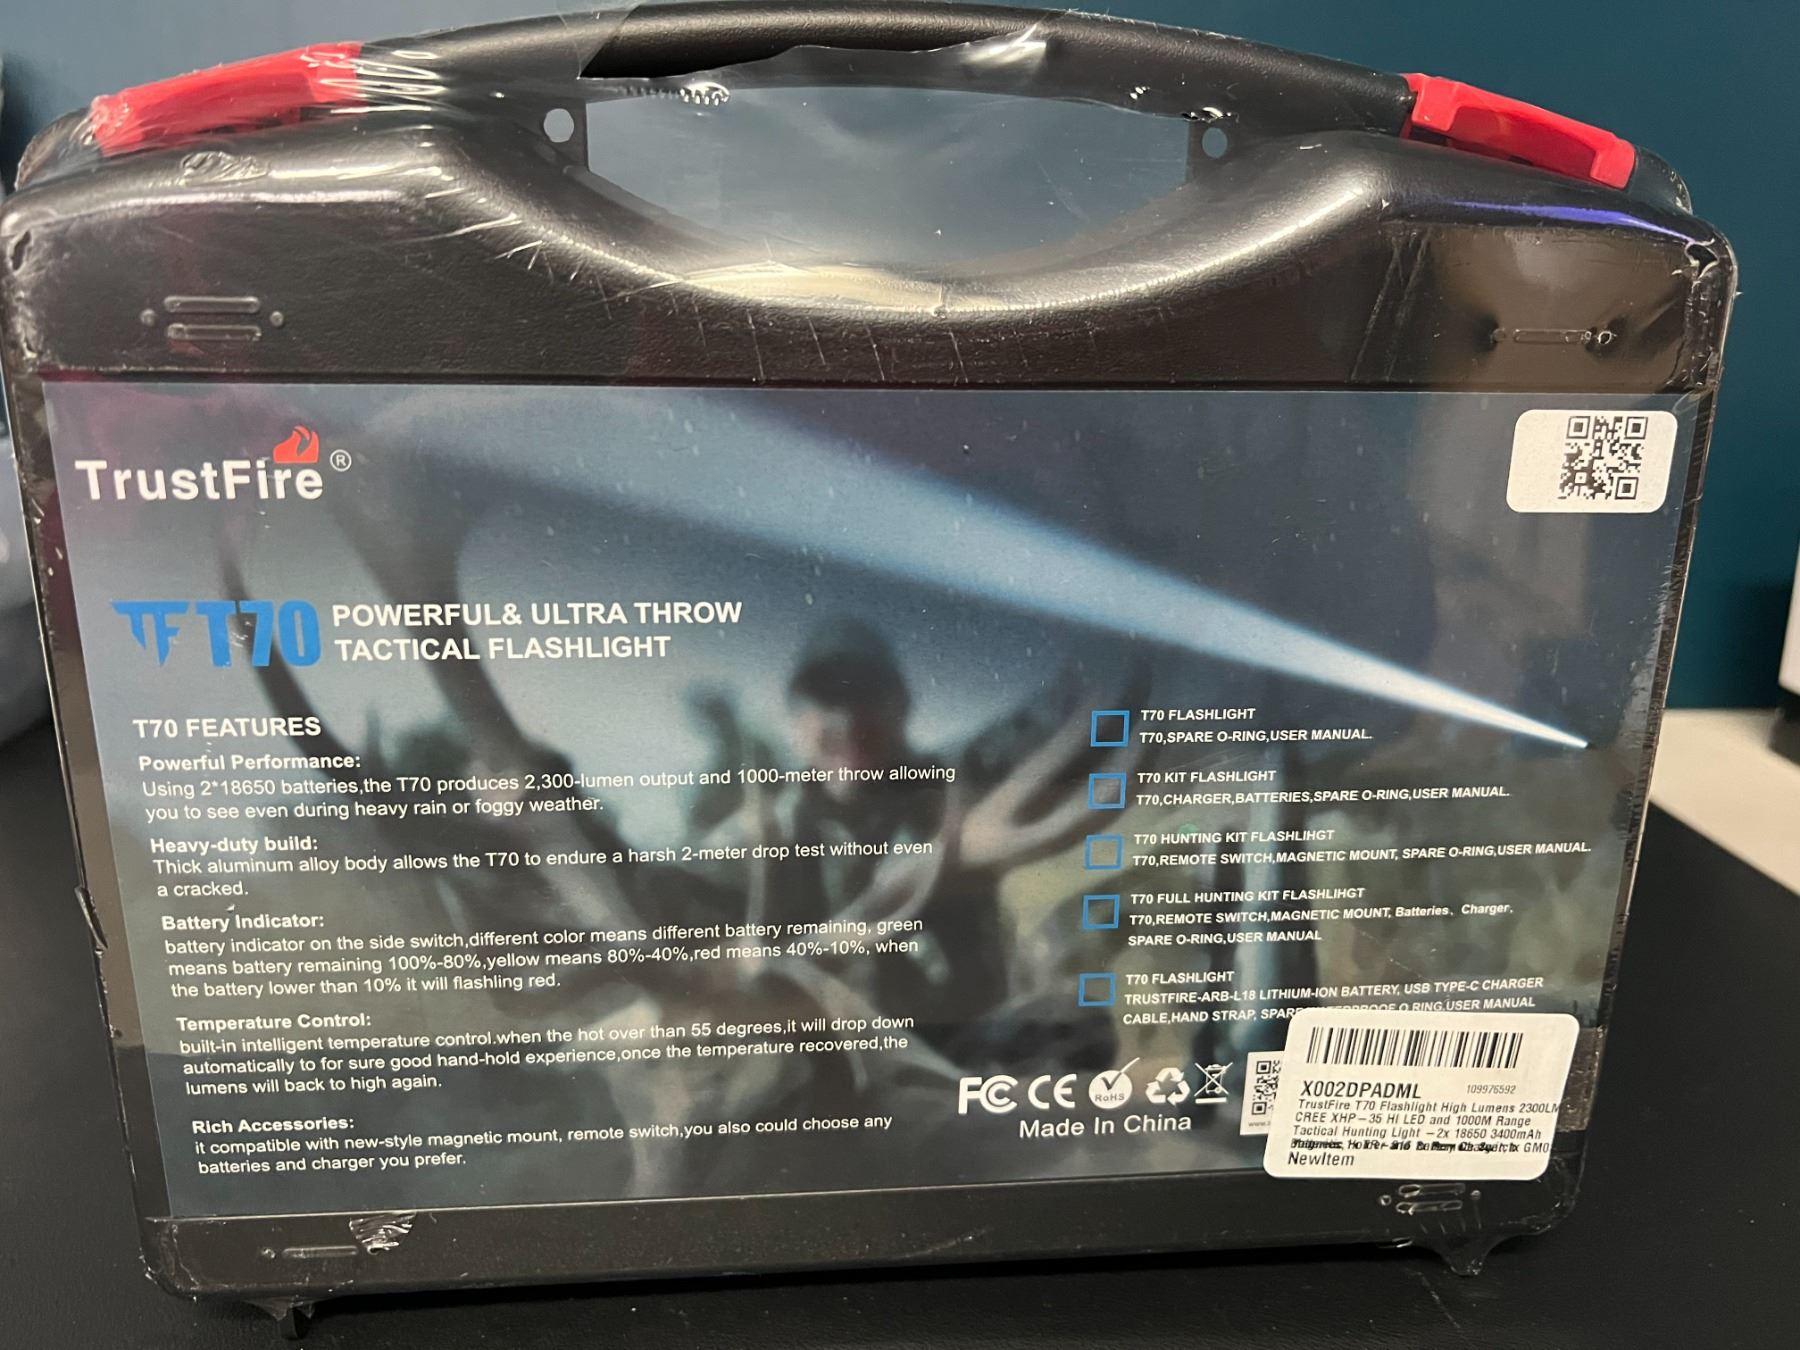 TrustFire®
TF T70 POWERFUL& ULTRA THROW
TACTICAL FLASHLIGHT
T70 FEATURES
Powerful Performance:
Using 2*18650 batteries,the T70 produces 2,300-lumen output and 1000-meter throw allowing
you to see even during heavy rain or foggy weather.
Heavy-duty build:
Thick aluminum alloy body allows the T70 to endure a harsh 2-meter drop test without even
a cracked.
Battery Indicator:
battery indicator on the side switch,different color means different battery remaining, green
means battery remaining 100%-80%,yellow means 80%-40%,red means 40%-10%, when
the battery lower than 10% it will flashling red.
Temperature Control:
built-in intelligent temperature control.when the hot over than 55 degrees,it will drop down
automatically to for sure good hand-hold experience,once the temperature recovered,the
lumens will back to high again.
Rich Accessories:
it compatible with new-style magnetic mount, remote switch,you also could choose any
batteries and charger you prefer.
T70 FLASHLIGHT
T70,SPARE O-RING,USER MANUAL.
T70 KIT FLASHLIGHT
T70,CHARGER,BATTERIES,SPARE O-RING,USER MANUAL.
T70 HUNTING KIT FLASHLIHGT
T70,REMOTE SWITCH,MAGNETIC MOUNT, SPARE O-RING,USER MANUAL.
T70 FULL HUNTING KIT FLASHLIHGT
T70,REMOTE SWITCH,MAGNETIC MOUNT, Batteries、Charger,
SPARE O-RING,USER MANUAL
T70 FLASHLIGHT
TRUSTFIRE-ARB-L18 LITHIUM-ION BATTERY, USB TYPE-C CHARGER
CABLE,HAND STRAP, SPARE O RING,USER MANUAL
FC CE RoHS
Made In China
X002DPADML 109976592
TrustFire T70 Flashlight High Lumens 2300LM
CREE XHP-35 HI LED and 1000M Range
Tactical Hunting Light -2x 18650 3400mAh
GM0
NewItem